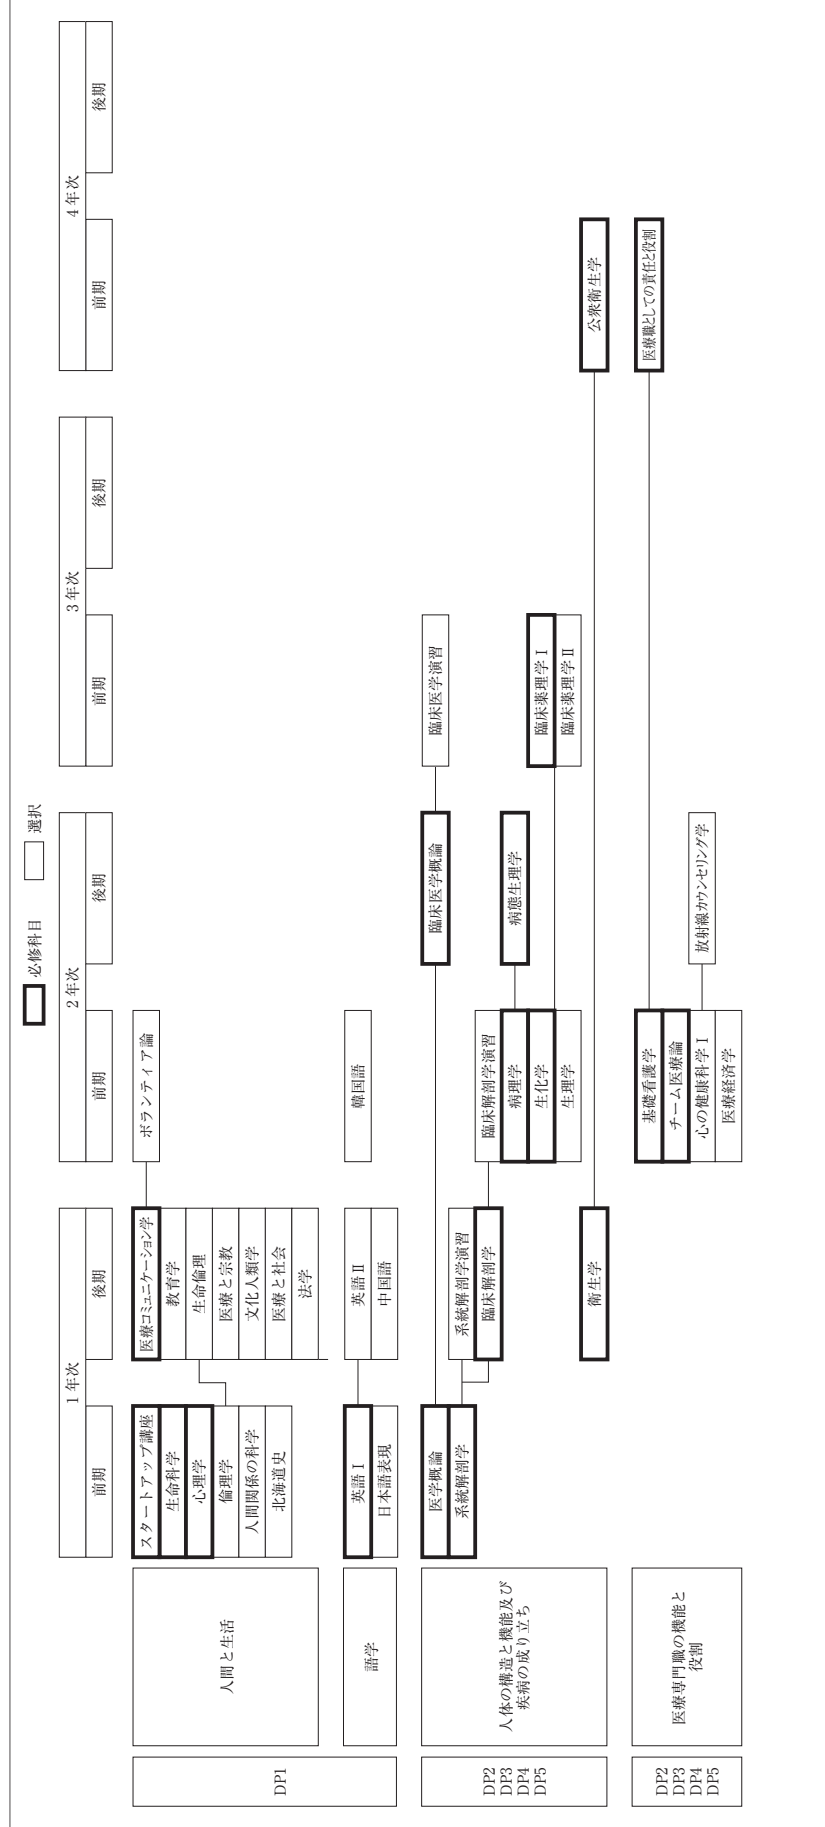 必修科目
選択
1 年次
2 年次
3 年次
4 年次
前期
後期
前期
後期
前期
後期
前期
後期
DP1
人間と生活
スタートアップ講座
生命科学
心理学
倫理学
人間関係の科学
北海道史
医療コミュニケーション学
教育学
生命倫理
医療と宗教
文化人類学
医療と社会
法学
ボランティア論
語学
英語Ⅰ
日本語表現
英語Ⅱ
中国語
韓国語
DP2
DP3
DP4
DP5
人体の構造と機能及び
疾病の成り立ち
医学概論
系統解剖学
系統解剖学演習
臨床解剖学
衛生学
臨床解剖学演習
病理学
生化学
生理学
臨床医学概論
病態生理学
臨床医学演習
臨床薬理学Ⅰ
臨床薬理学Ⅱ
公衆衛生学
DP2
DP3
DP4
DP5
医療専門職の機能と
役割
基礎看護学
チーム医療論
心の健康科学Ⅰ
医療経済学
放射線カウンセリング学
医療職としての責任と役割